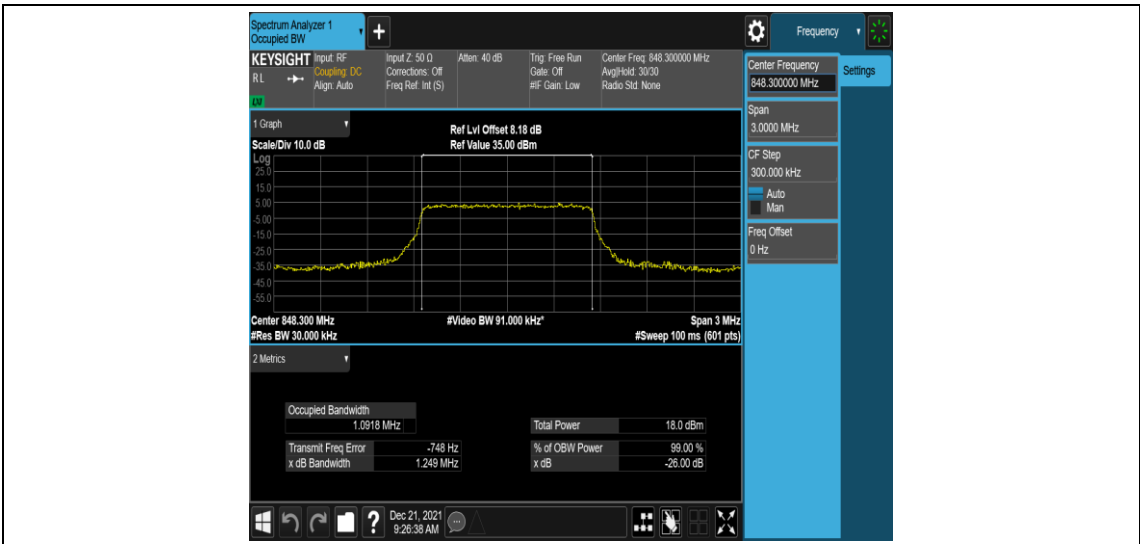 Spectrum Analyzer 1
Occupied BW
+
Frequency
KEYSIGHT
Input: RF
Coupling: DC
Align: Auto
RL
LNI
Input Z: 50 Ω
Corrections: Off
Freq Ref: Int (S)
Atten: 40 dB
Trig: Free Run
Gate: Off
#IF Gain: Low
Center Freq: 848.300000 MHz
Avg|Hold: 30/30
Radio Std: None
Center Frequency
848.300000 MHz
Settings
Span
3.0000 MHz
CF Step
300.000 kHz
Auto
Man
Freq Offset
0 Hz
1 Graph
Scale/Div 10.0 dB
Ref Lvl Offset 8.18 dB
Ref Value 35.00 dBm
Log
25.0
15.0
5.00
-5.00
-15.0
-25.0
-35.0
-45.0
-55.0
Center 848.300 MHz
#Res BW 30.000 kHz
#Video BW 91.000 kHz*
Span 3 MHz
#Sweep 100 ms (601 pts)
2 Metrics
Occupied Bandwidth
1.0918 MHz
Total Power 18.0 dBm
Transmit Freq Error -748 Hz
% of OBW Power 99.00 %
x dB Bandwidth 1.249 MHz
x dB -26.00 dB
?
Dec 21, 2021
9:26:38 AM